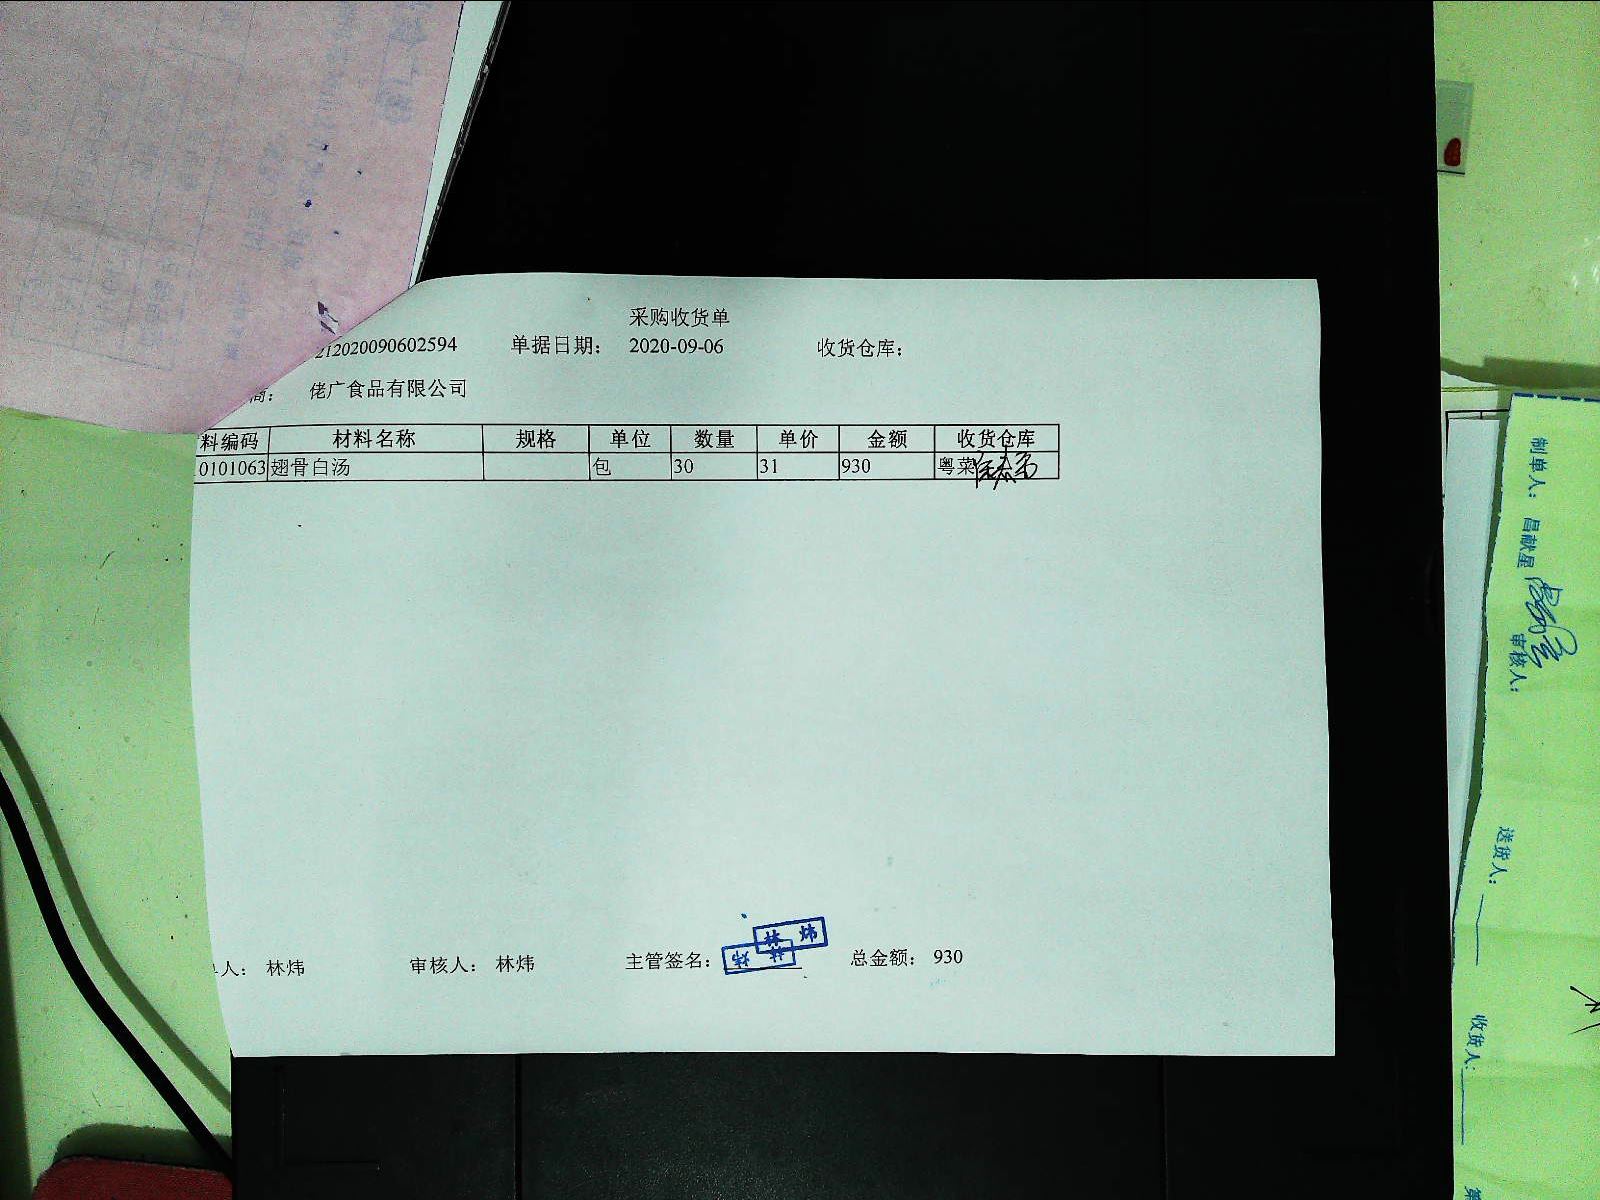 采购收货单
212020090602594 单据日期： 2020-09-06 收货仓库：
商： 佬广食品有限公司
料编码 材料名称 规格 单位 数量 单价 金额 收货仓库
0101063 翅骨白汤 包 30 31 930 粤菜
人： 林炜 审核人： 林炜 主管签名： 总金额： 930
林 炜
林 炜
制单人： 昌献星
审核人：
送货人：
收货人：